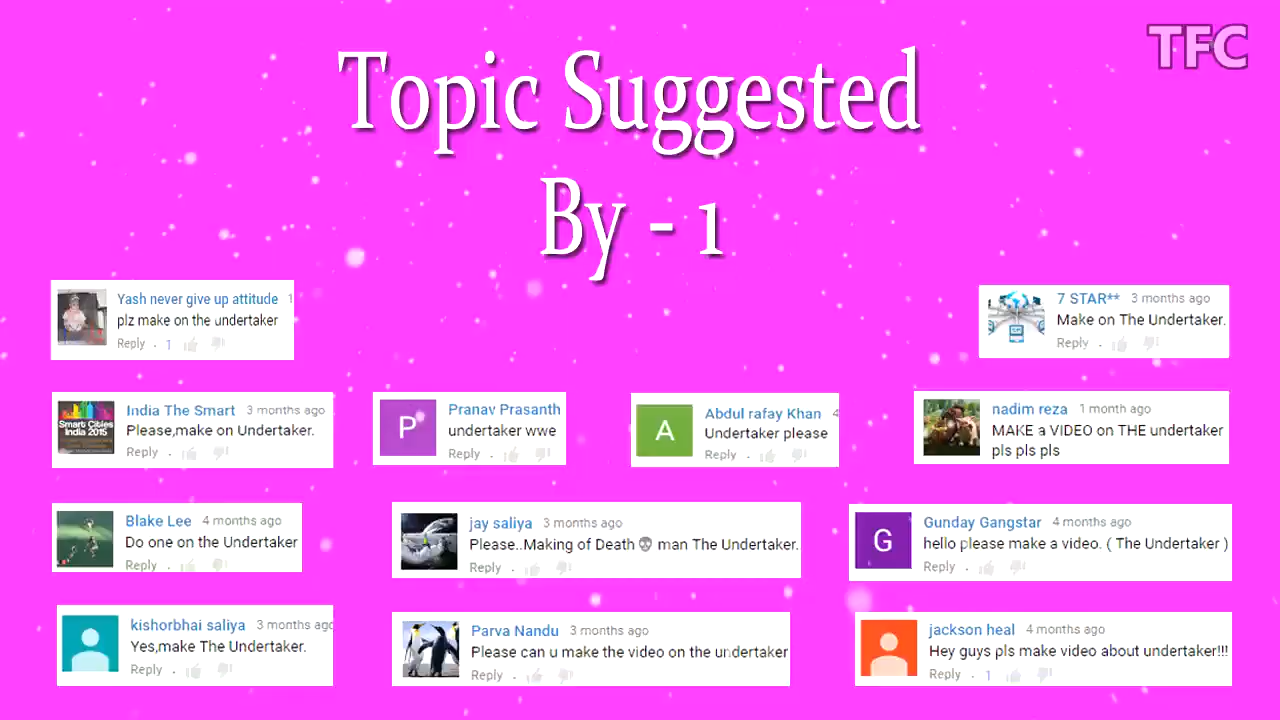 TFC
Topic Suggested
By - 1
Yash never give up attitude 1
plz make on the undertaker
Reply . 1
7 STAR** 3 months ago
Make on The Undertaker.
Reply .
India The Smart 3 months ago
Please,make on Undertaker.
Reply .
Smart Cities
India 2015
P
Pranav Prasanth
undertaker wwe
Reply .
A
Abdul rafay Khan 4
Undertaker please
Reply .
nadim reza 1 month ago
MAKE a VIDEO on THE undertaker
pls pls pls
Blake Lee 4 months ago
Do one on the Undertaker
Reply .
jay saliya 3 months ago
Please..Making of Death 💀 man The Undertaker..
Reply .
G
Gunday Gangstar 4 months ago
hello please make a video. ( The Undertaker )
Reply .
kishorbhai saliya 3 months ago
Yes,make The Undertaker.
Reply .
Parva Nandu 3 months ago
Please can u make the video on the undertaker
Reply .
jackson heal 4 months ago
Hey guys pls make video about undertaker!!!
Reply . 1